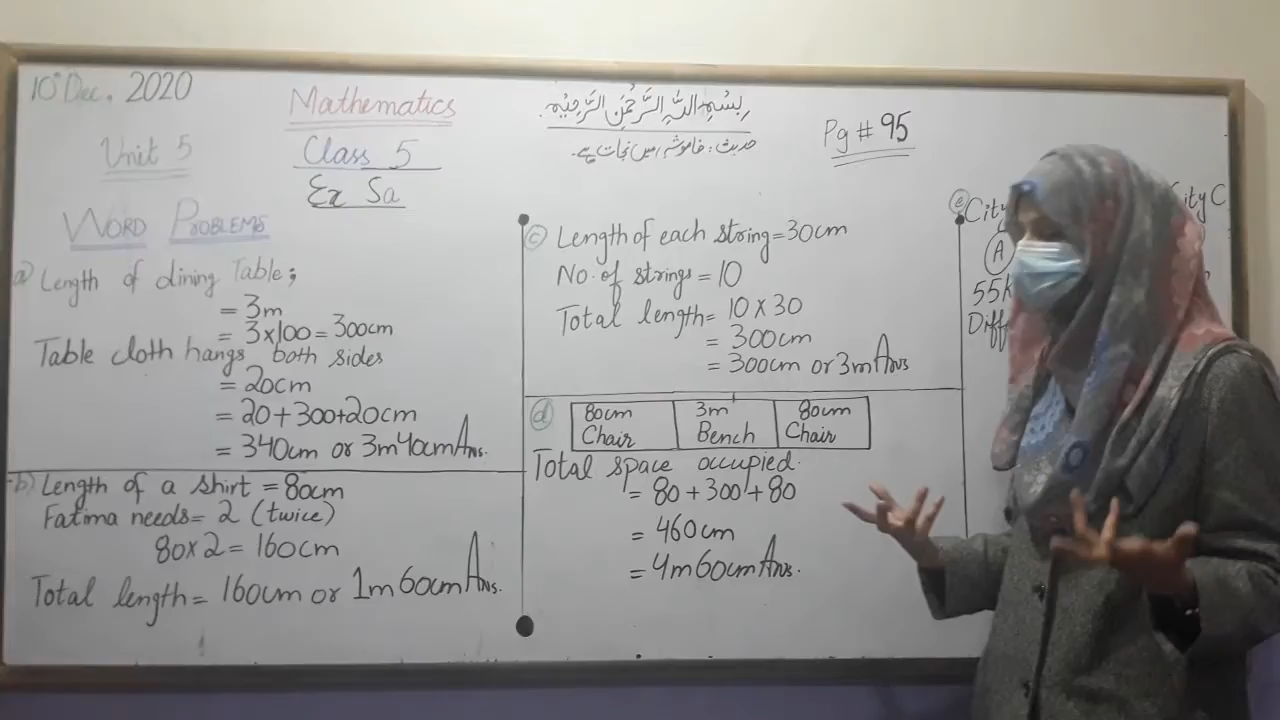 10 Dec. 2020
Unit 5
Mathematics
Class 5
Ex 5a
بِسْمِ اللہِ الرَّحْمٰنِ الرَّحِيْمِ
حدیث: خاموشی میں نجات ہے۔
Pg # 95
WORD PROBLEMS
a) Length of dining Table;
= 3m
= 3x100 = 300cm
Table cloth hangs both sides
= 20cm
= 20+300+20cm
= 340cm or 3m40cm Ans.
b) Length of a shirt = 80cm
Fatima needs = 2 (twice)
80x2 = 160cm
Total length = 160cm or 1m60cm Ans.
c) Length of each string = 30cm
No. of strings = 10
Total length = 10 x 30
= 300cm
= 300cm or 3m Ans
d) 80cm Chair 3m Bench 80cm Chair
Total space occupied.
= 80+300+80
= 460cm
= 4m60cm Ans.
e) City City C
A
55k
Diff